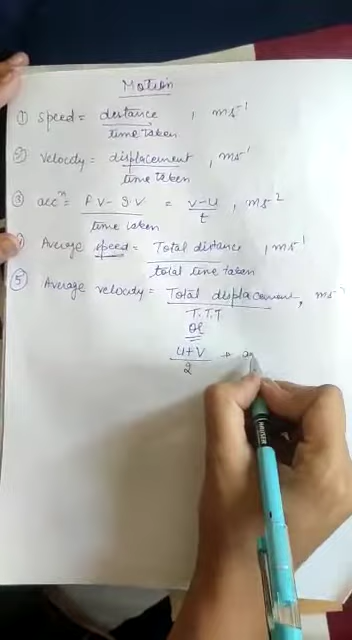 Motion
① Speed = distance / time taken , ms⁻¹
② Velocity = displacement / time taken , ms⁻¹
③ accⁿ = F.V - I.V / time taken = v-u / t , ms⁻²
④ Average speed = Total distance / total time taken , ms⁻¹
⑤ Average velocity = Total displacement / T.T.T , ms⁻¹
or
u+v / 2 →
HAUSER